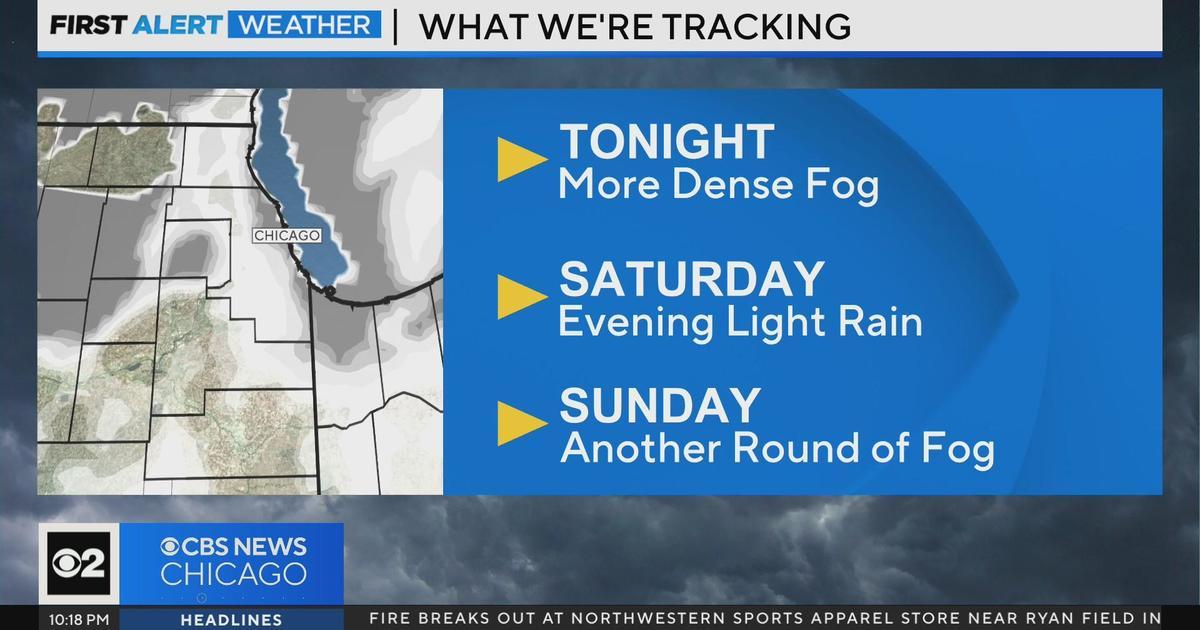 FIRST ALERT WEATHER | WHAT WE'RE TRACKING
CHICAGO
TONIGHT
More Dense Fog
SATURDAY
Evening Light Rain
SUNDAY
Another Round of Fog
2
CBS NEWS
CHICAGO
10:18 PM
HEADLINES
FIRE BREAKS OUT AT NORTHWESTERN SPORTS APPAREL STORE NEAR RYAN FIELD IN